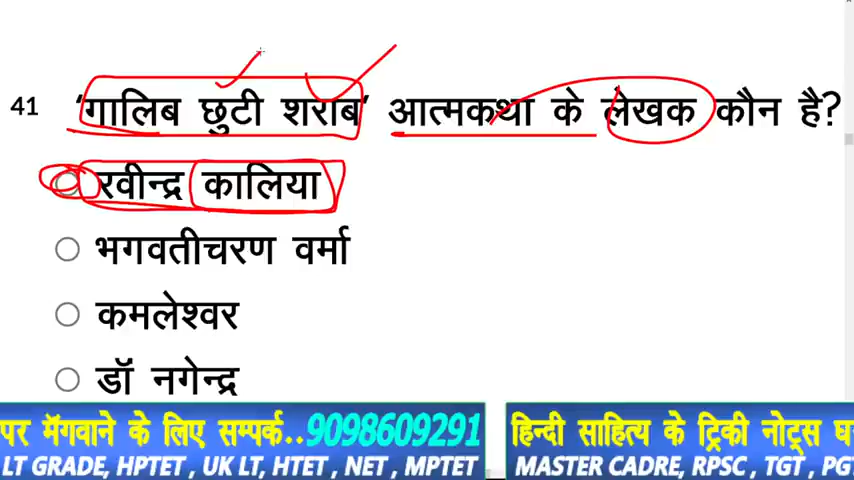 41 'गालिब छुटी शराब' आत्मकथा के लेखक कौन है?
रवीन्द्र कालिया
भगवतीचरण वर्मा
कमलेश्वर
डॉ नगेन्द्र
पर मँगवाने के लिए सम्पर्क..9098609291 हिन्दी साहित्य के ट्रिकी नोट्स घ
LT GRADE, HPTET , UK LT, HTET , NET , MPTET MASTER CADRE, RPSC , TGT , PG